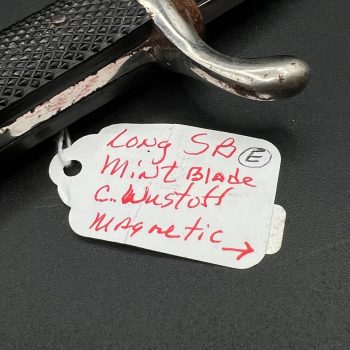 Long SB E
Mint Blade
C. Wustoff
Magnetic →